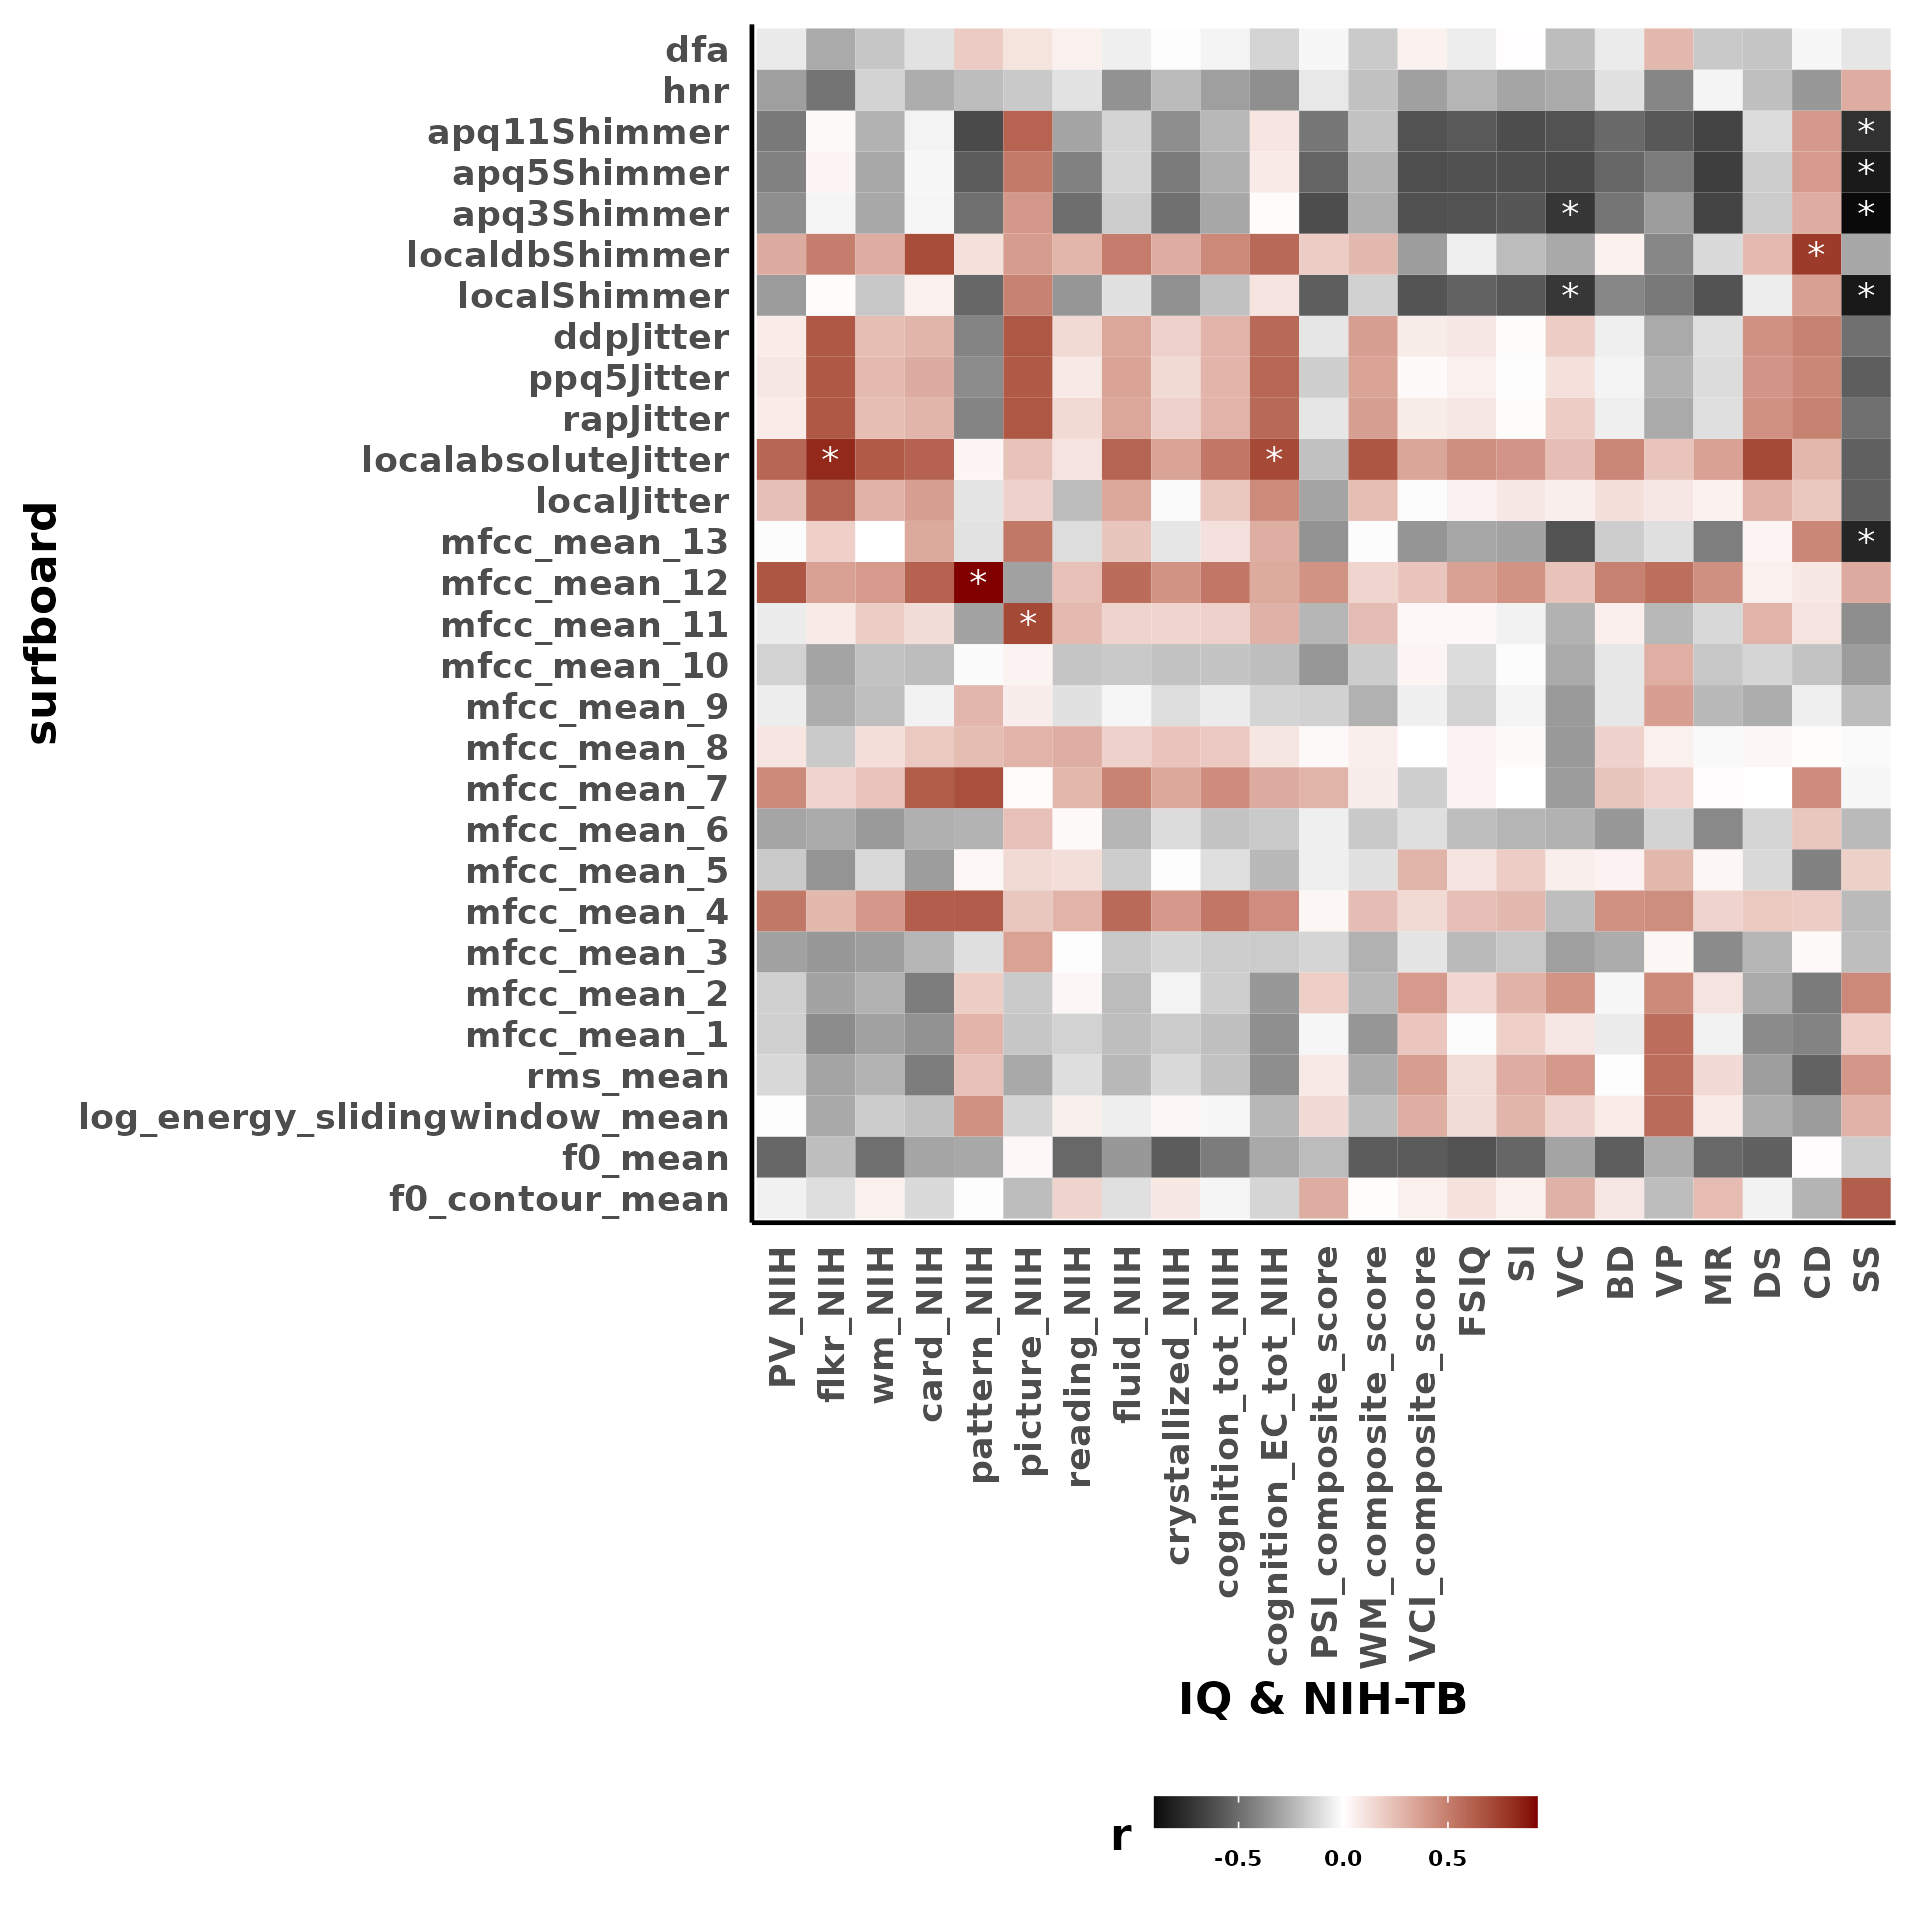 dfa
hnr
apq11Shimmer
*
apq5Shimmer
*
apq3Shimmer
* *
localdbShimmer
*
localShimmer
* *
ddpJitter
ppq5Jitter
rapJitter
localabsoluteJitter
* *
localJitter
mfcc_mean_13
*
mfcc_mean_12
*
mfcc_mean_11
*
mfcc_mean_10
mfcc_mean_9
mfcc_mean_8
mfcc_mean_7
mfcc_mean_6
mfcc_mean_5
mfcc_mean_4
mfcc_mean_3
mfcc_mean_2
mfcc_mean_1
rms_mean
log_energy_slidingwindow_mean
f0_mean
f0_contour_mean
surfboard
PV_NIH
flkr_NIH
wm_NIH
card_NIH
pattern_NIH
picture_NIH
reading_NIH
fluid_NIH
crystallized_NIH
cognition_tot_NIH
cognition_EC_tot_NIH
PSI_composite_score
WM_composite_score
VCI_composite_score
FSIQ
SI
VC
BD
VP
MR
DS
CD
SS
IQ & NIH-TB
r
-0.5 0.0 0.5